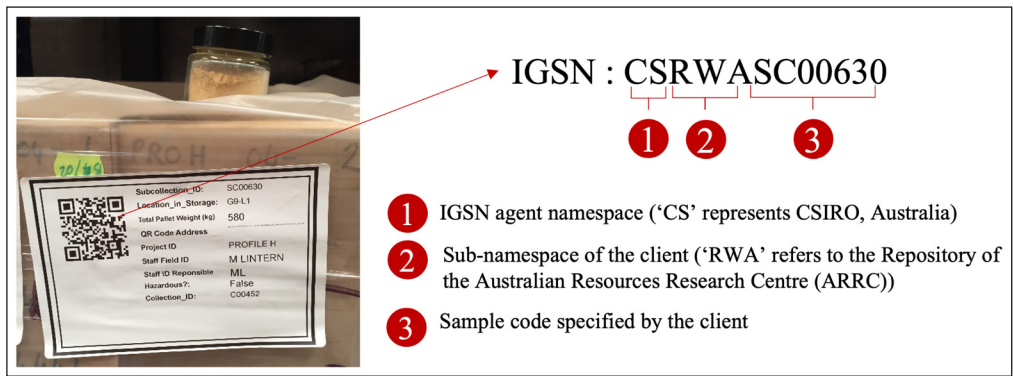 IGSN : CSRWASC00630
1 2 3
PRO H 04- 2
Subcollection_ID: SC00630
Location_in_Storage: G9-L1
Total Pallet Weight (kg) 580
QR Code Address
Project ID PROFILE H
Staff Field ID M LINTERN
Staff ID Reponsible ML
Hazardous?: False
Collection_ID: C00452
1 IGSN agent namespace (‘CS’ represents CSIRO, Australia)
2 Sub-namespace of the client (‘RWA’ refers to the Repository of
the Australian Resources Research Centre (ARRC))
3 Sample code specified by the client